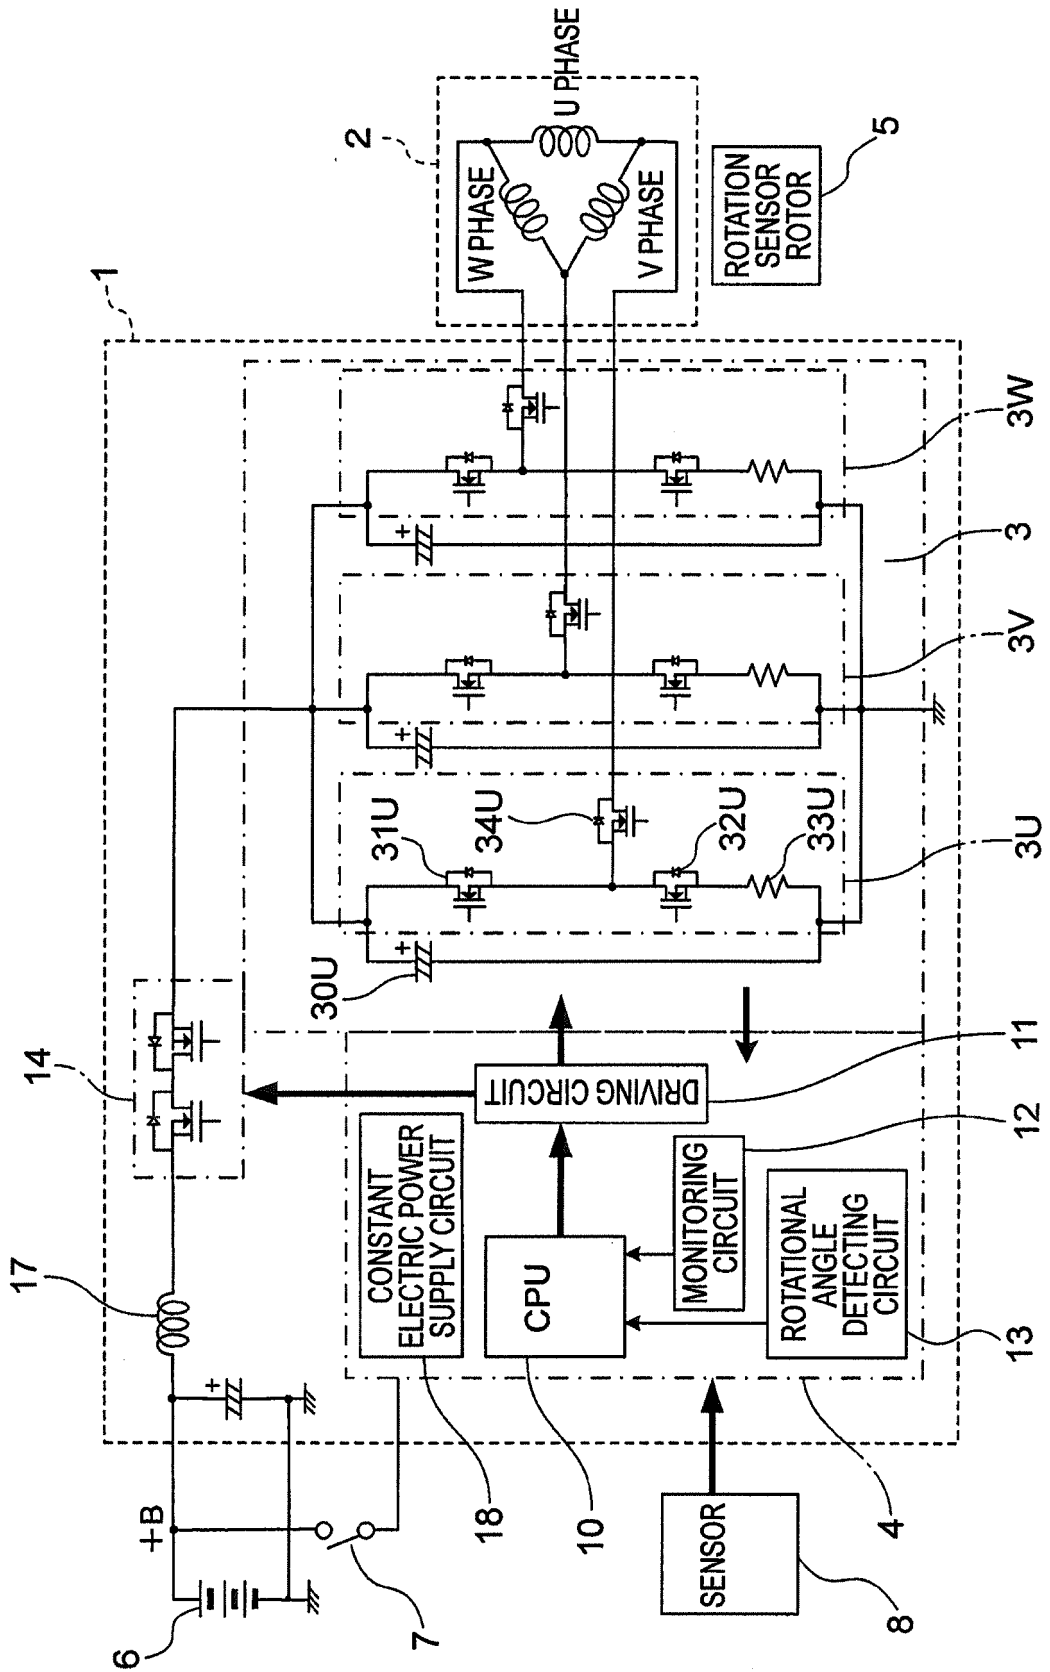 1
2
U PHASE
W PHASE
V PHASE
ROTATION
SENSOR
ROTOR
5
14
17
+B
6
7
30U
31U
34U
32U
33U
+
+
+
+
3U
3V
3
3W
CONSTANT
ELECTRIC POWER
SUPPLY CIRCUIT
18
CPU
10
DRIVING CIRCUIT
11
MONITORING
CIRCUIT
12
ROTATIONAL
ANGLE
DETECTING
CIRCUIT
13
4
SENSOR
8